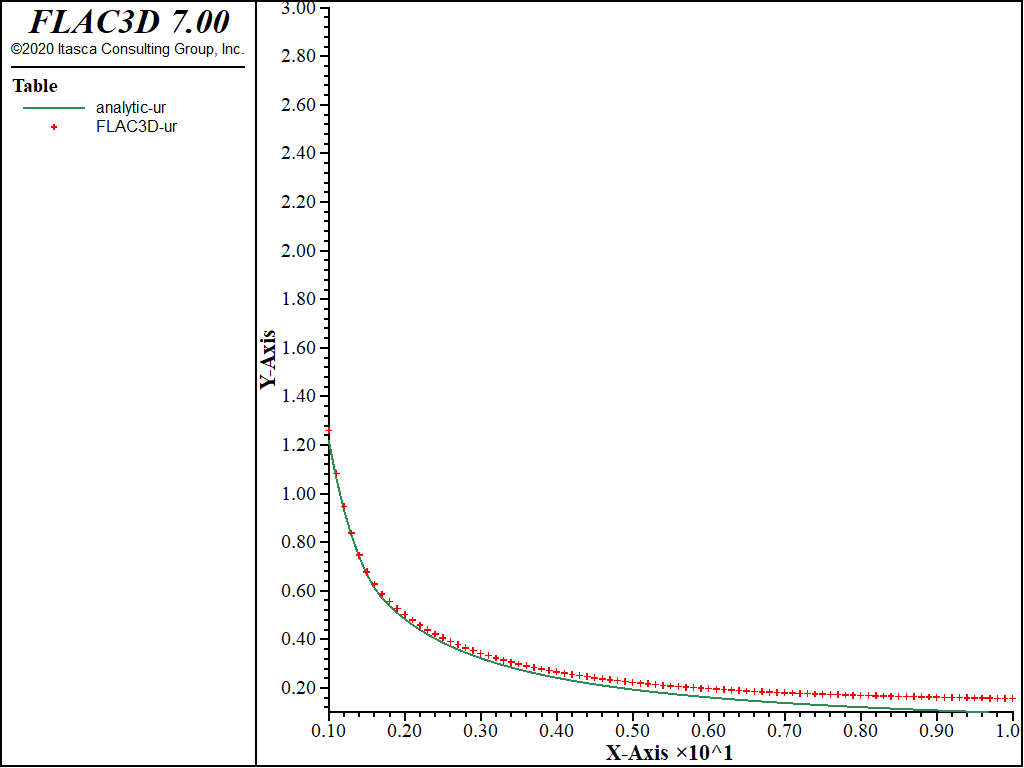 FLAC3D 7.00
©2020 Itasca Consulting Group, Inc.
Table
analytic-ur
FLAC3D-ur
3.00
2.80
2.60
2.40
2.20
2.00
1.80
1.60
1.40
1.20
1.00
0.80
0.60
0.40
0.20
Y-Axis
0.10 0.20 0.30 0.40 0.50 0.60 0.70 0.80 0.90 1.0
X-Axis ×10^1